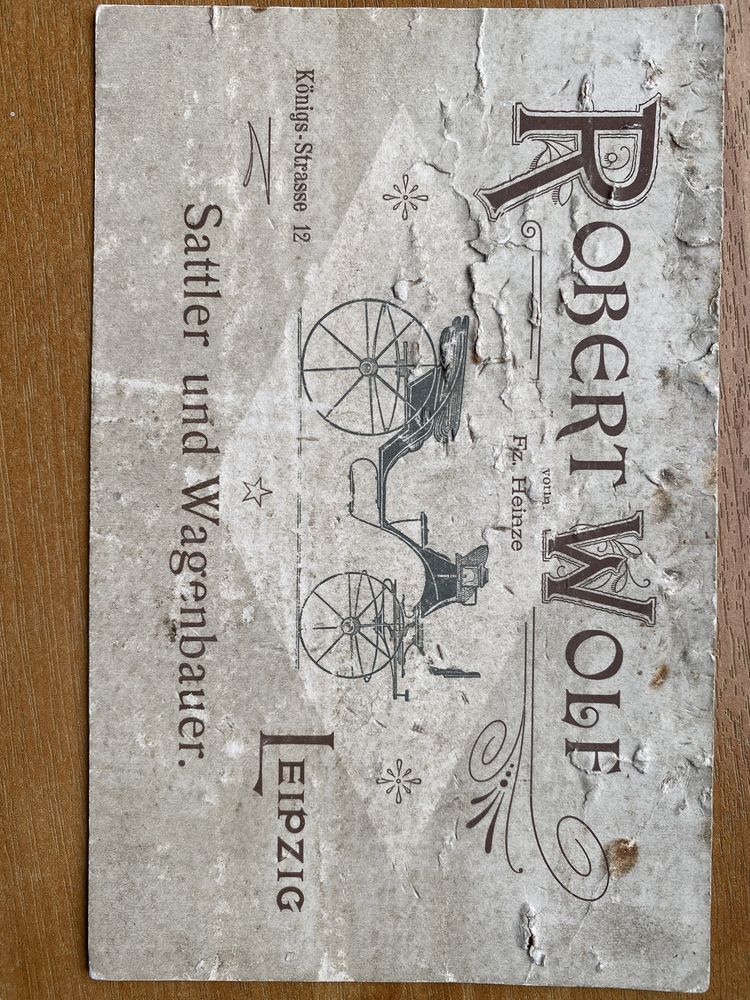 ROBERT WOLF
vorm.
Fz. Heinze
Königs-Strasse 12
LEIPZIG
Sattler und Wagenbauer.